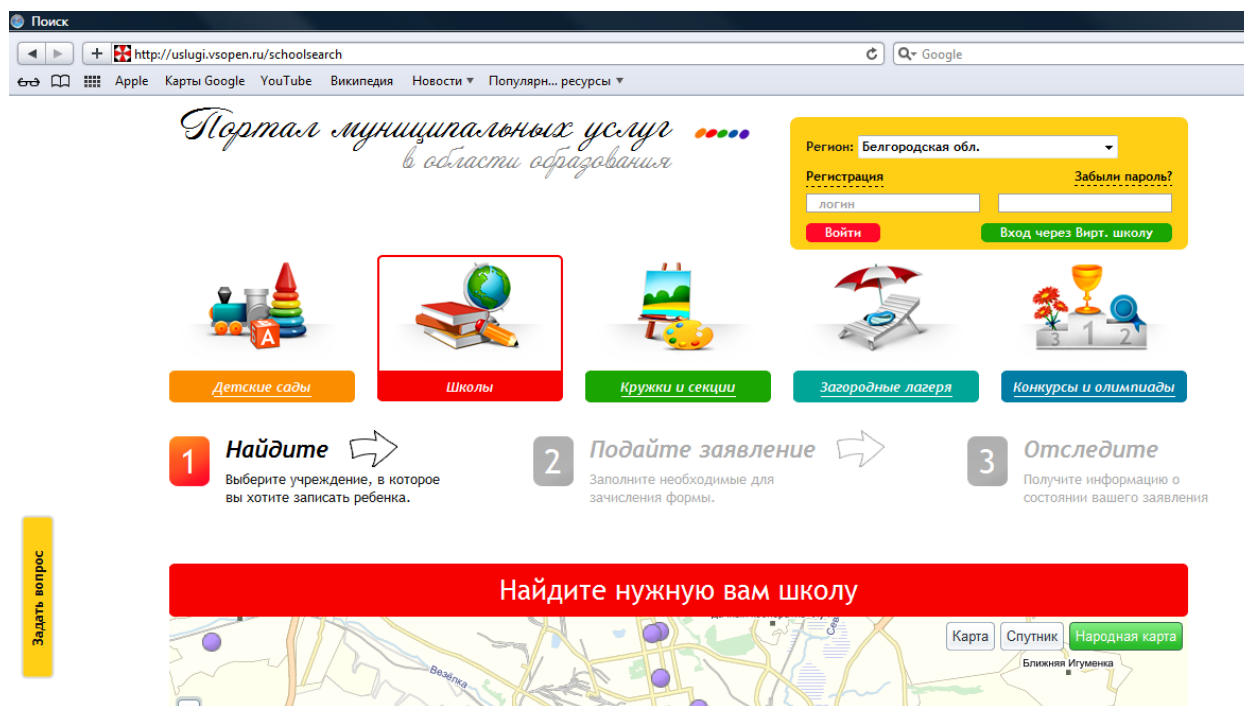 Поиск
http://uslugi.vsopen.ru/schoolsearch
Google
Apple Карты Google YouTube Википедия Новости Популярн... ресурсы
Портал муниципальных услуг
в области образования
Регион: Белгородская обл.
Регистрация Забыли пароль?
логин
Войти Вход через Вирт. школу
A
3 1 2
Детские сады Школы Кружки и секции Загородные лагеря Конкурсы и олимпиады
1 Найдите 2 Подайте заявление 3 Отследите
Выберите учреждение, в которое Заполните необходимые для Получите информацию о
вы хотите записать ребенка. зачисления формы. состоянии вашего заявления
Задать вопрос
Найдите нужную вам школу
Карта Спутник Народная карта
Ближняя Игуменка
Везёлка